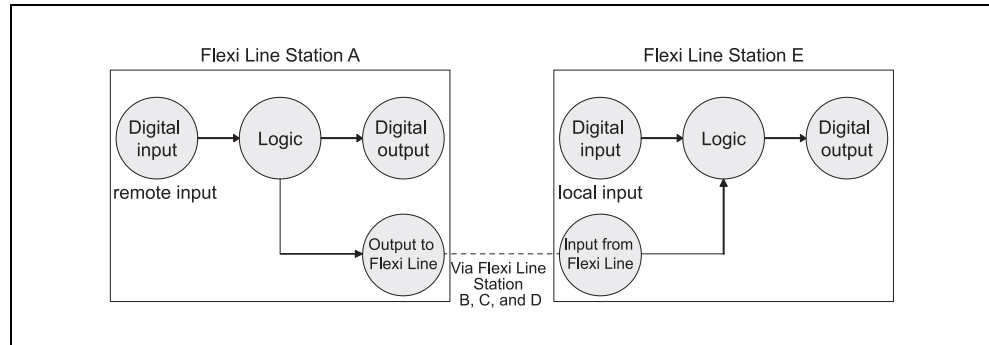 Flexi Line Station A
Digital
input
remote input
Logic
Digital
output
Output to
Flexi Line
Via Flexi Line
Station
B, C, and D
Flexi Line Station E
Digital
input
local input
Logic
Digital
output
Input from
Flexi Line